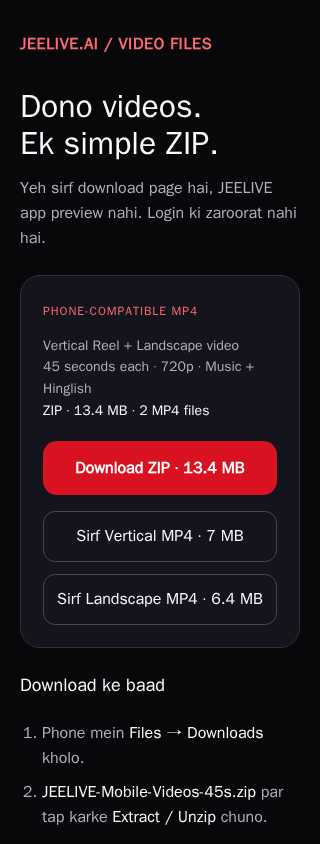 JEELIVE.AI / VIDEO FILES
Dono videos.
Ek simple ZIP.
Yeh sirf download page hai, JEELIVE
app preview nahi. Login ki zaroorat nahi
hai.
PHONE-COMPATIBLE MP4
Vertical Reel + Landscape video
45 seconds each · 720p · Music +
Hinglish
ZIP · 13.4 MB · 2 MP4 files
Download ZIP · 13.4 MB
Sirf Vertical MP4 · 7 MB
Sirf Landscape MP4 · 6.4 MB
Download ke baad
1. Phone mein Files → Downloads
kholo.
2. JEELIVE-Mobile-Videos-45s.zip par
tap karke Extract / Unzip chuno.